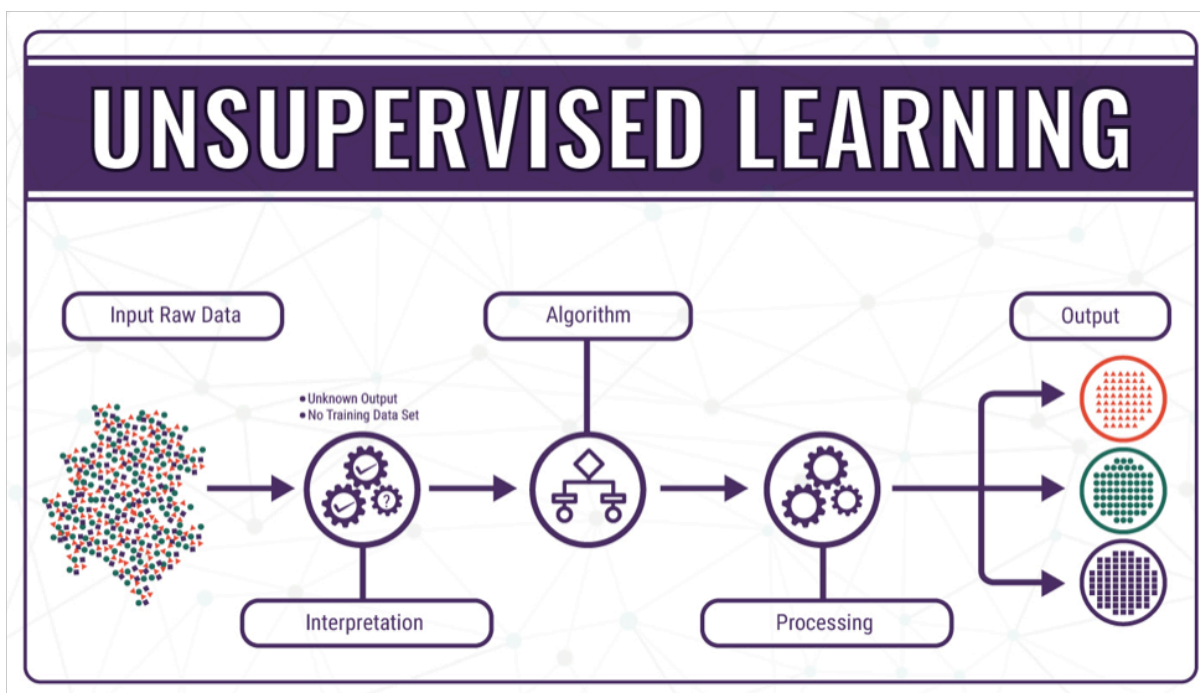 UNSUPERVISED LEARNING
Input Raw Data
Algorithm
Output
• Unknown Output
• No Training Data Set
?
Interpretation
Processing